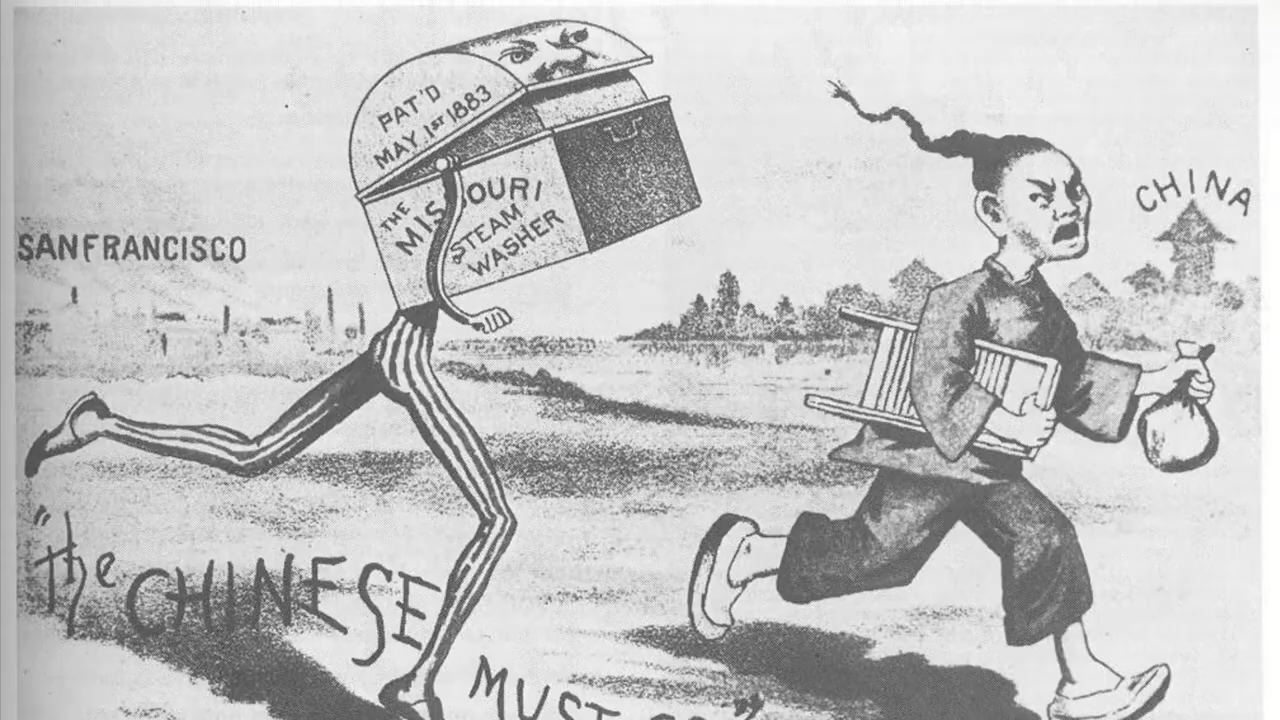 PAT'D
MAY 1ST 1883
THE
MISSOURI
STEAM
WASHER
CHINA
SANFRANCISCO
"the CHINESE
MUST